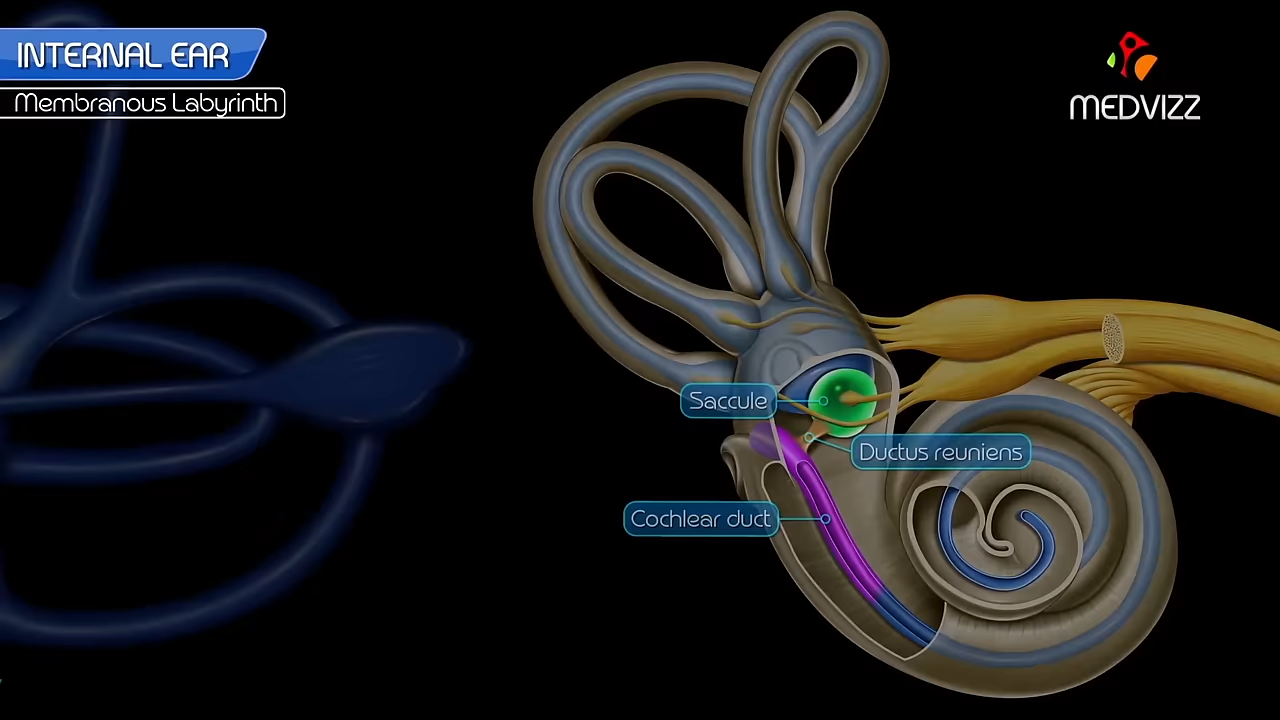 INTERNAL EAR
Membranous Labyrinth
MEDVIZZ
Saccule
Ductus reuniens
Cochlear duct